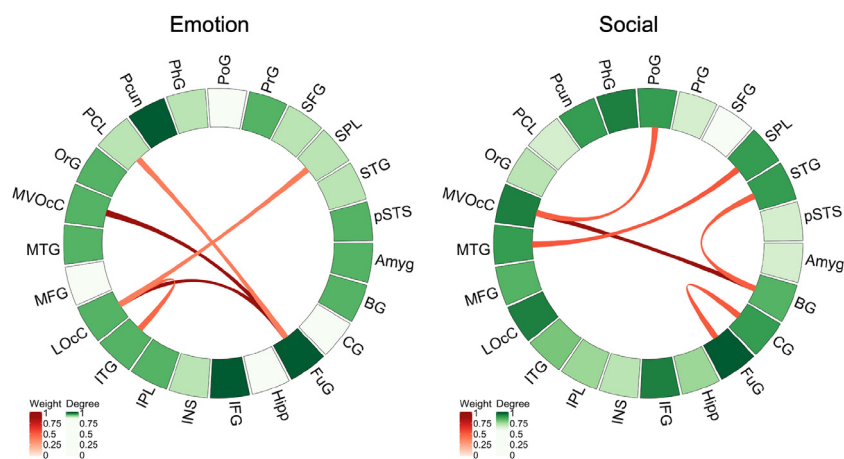 Emotion
PoG
PrG
SFG
SPL
STG
pSTS
Amyg
BG
CG
FuG
Hipp
IFG
INS
IPL
ITG
LOcC
MFG
MTG
MVOcC
OrG
PCL
Pcun
PhG
Weight Degree
1 1
0.75 0.75
0.5 0.5
0.25 0.25
0 0
Social
PoG
PrG
SFG
SPL
STG
pSTS
Amyg
BG
CG
FuG
Hipp
IFG
INS
IPL
ITG
LOcC
MFG
MTG
MVOcC
OrG
PCL
Pcun
PhG
Weight Degree
1 1
0.75 0.75
0.5 0.5
0.25 0.25
0 0